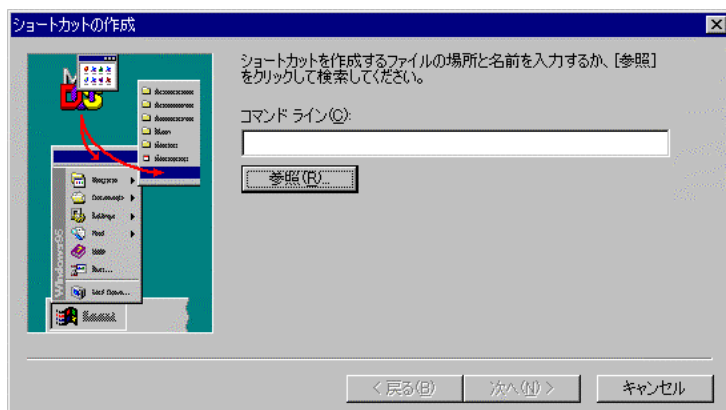 ショートカットの作成
ショートカットを作成するファイルの場所と名前を入力するか、[参照]
をクリックして検索してください。
コマンド ライン(C):
参照(R)...
Windows95
< 戻る(B)
次へ(N) >
キャンセル